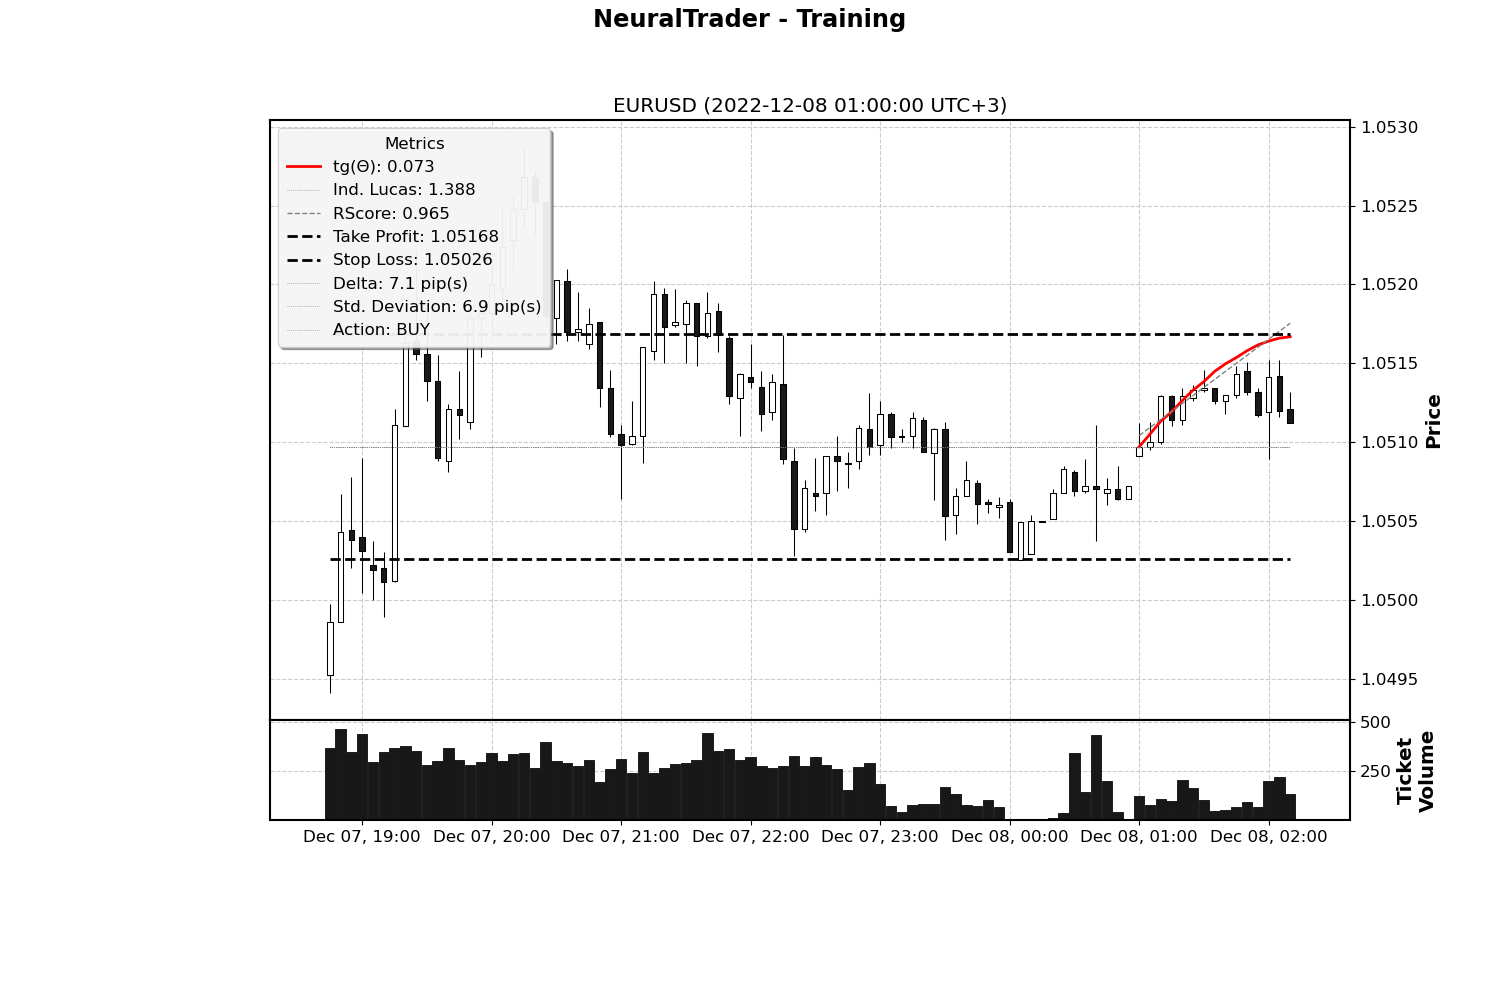 NeuralTrader - Training
EURUSD (2022-12-08 01:00:00 UTC+3)
Metrics
tg(Θ): 0.073
Ind. Lucas: 1.388
RScore: 0.965
Take Profit: 1.05168
Stop Loss: 1.05026
Delta: 7.1 pip(s)
Std. Deviation: 6.9 pip(s)
Action: BUY
1.0530
1.0525
1.0520
1.0515
1.0510
1.0505
1.0500
1.0495
Price
500
250
Ticket
Volume
Dec 07, 19:00
Dec 07, 20:00
Dec 07, 21:00
Dec 07, 22:00
Dec 07, 23:00
Dec 08, 00:00
Dec 08, 01:00
Dec 08, 02:00